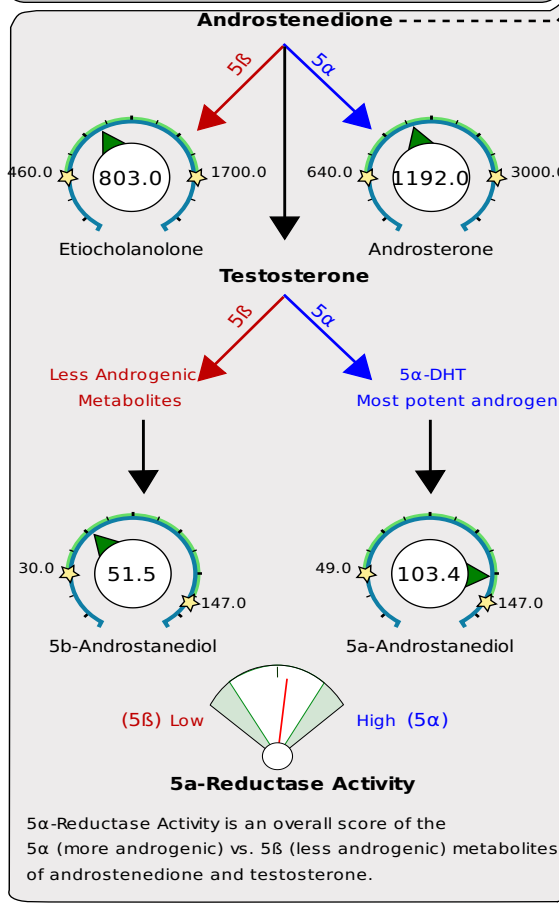 Androstenedione
5ß
5α
460.0
803.0
1700.0
640.0
1192.0
3000.0
Etiocholanolone
Androsterone
Testosterone
5ß
5α
Less Androgenic
Metabolites
5α-DHT
Most potent androgen
30.0
51.5
147.0
49.0
103.4
147.0
5b-Androstanediol
5a-Androstanediol
(5ß) Low
High (5α)
5a-Reductase Activity
5α-Reductase Activity is an overall score of the
5α (more androgenic) vs. 5ß (less androgenic) metabolites
of androstenedione and testosterone.